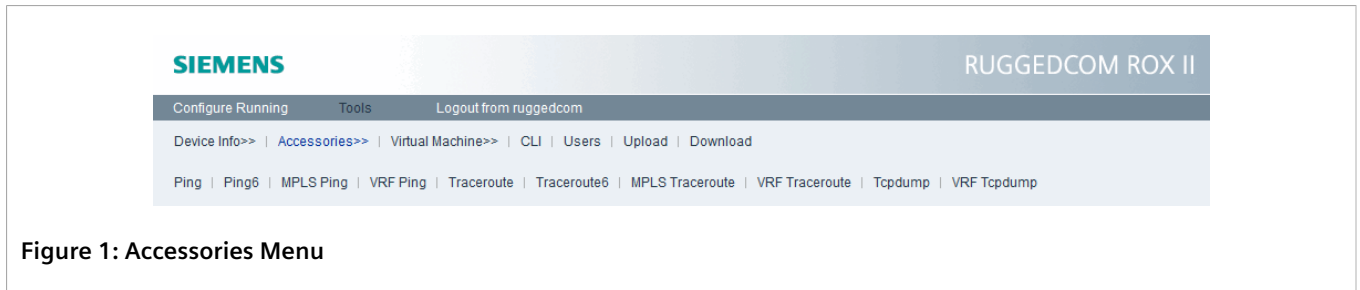 SIEMENS
RUGGEDCOM ROX II
Configure Running Tools Logout from ruggedcom
Device Info>> | Accessories>> | Virtual Machine>> | CLI | Users | Upload | Download
Ping | Ping6 | MPLS Ping | VRF Ping | Traceroute | Traceroute6 | MPLS Traceroute | VRF Traceroute | Tcpdump | VRF Tcpdump
Figure 1: Accessories Menu